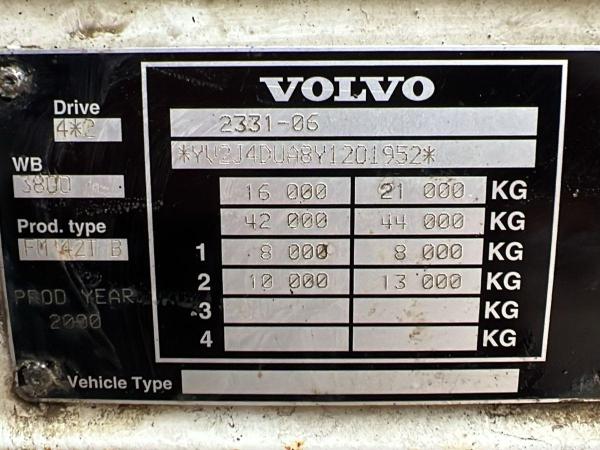 VOLVO
Drive
4*2
2331-06
WB
3800
*YV2J4DUA8Y1201952*
16 000 21 000 KG
42 000 44 000 KG
Prod. type
FM 42T B
1 8 000 8 000 KG
2 10 000 13 000 KG
PROD YEAR
2000
3 KG
4 KG
Vehicle Type